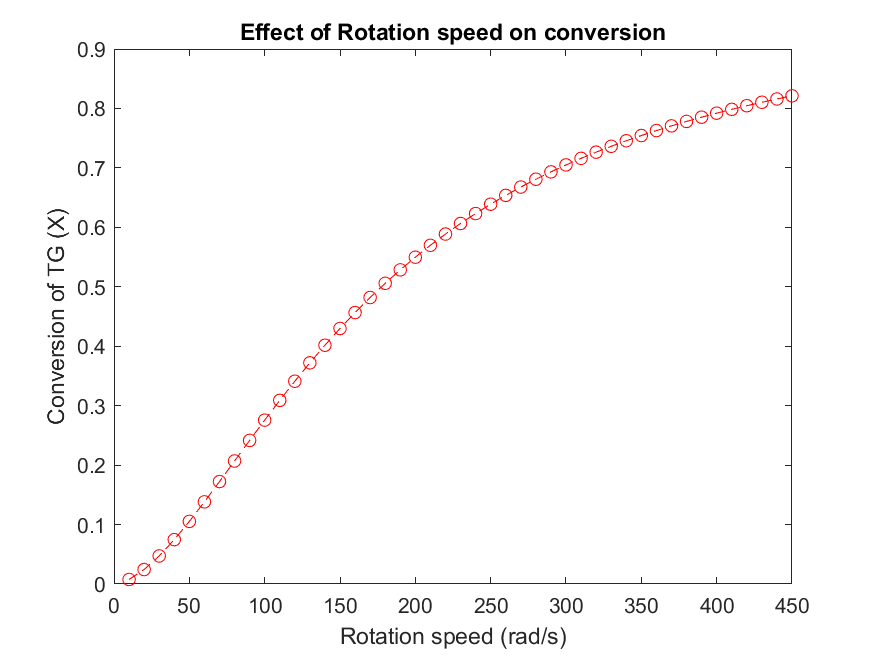 Effect of Rotation speed on conversion
0.9
0.8
0.7
0.6
0.5
0.4
0.3
0.2
0.1
0
Conversion of TG (X)
0 50 100 150 200 250 300 350 400 450
Rotation speed (rad/s)